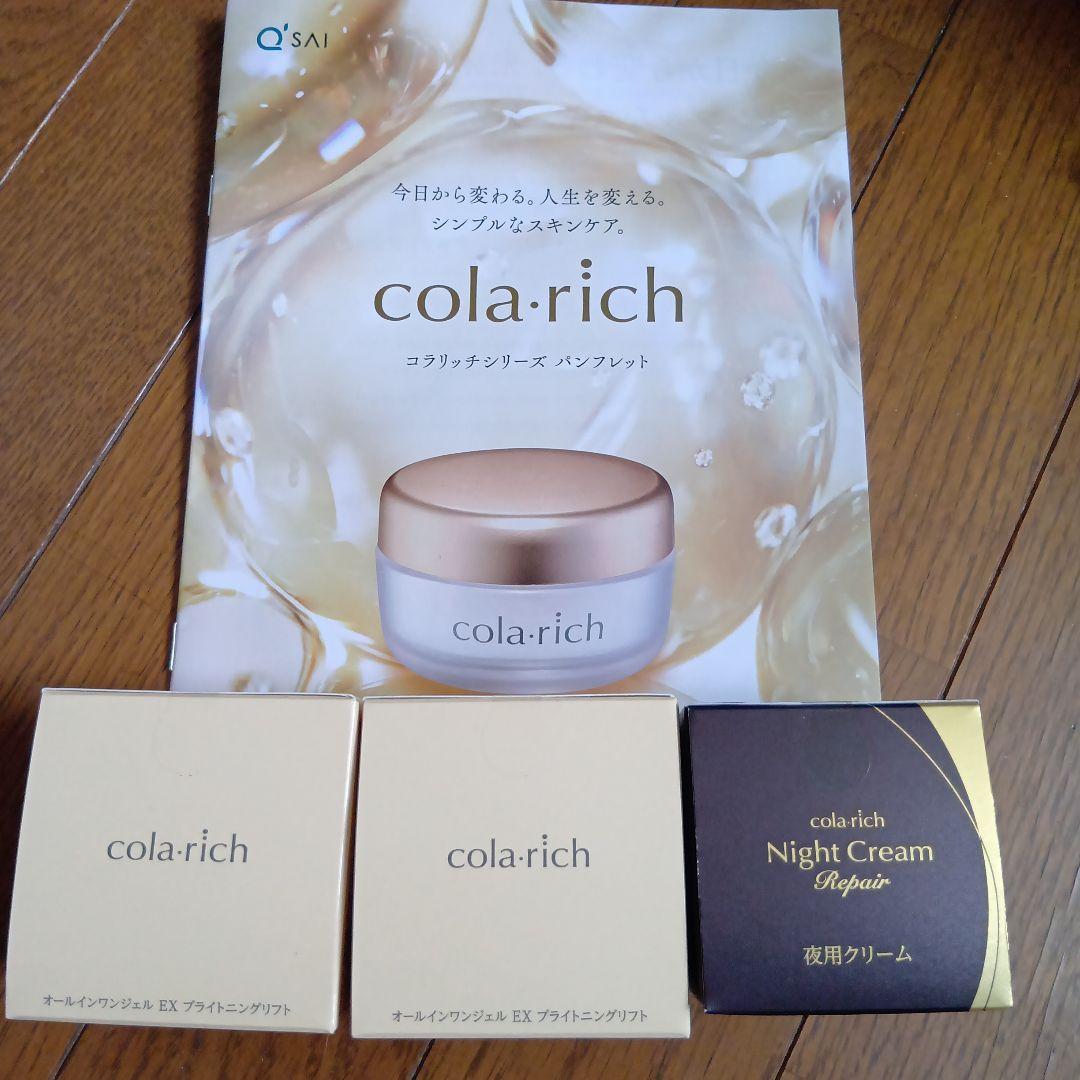 Q'SAI
今日から変わる。人生を変える。
シンプルなスキンケア。
cola·rich
コラリッチシリーズ パンフレット
cola·rich
cola·rich
オールインワンジェル EX ブライトニングリフト
cola·rich
オールインワンジェル EX ブライトニングリフト
cola·rich
Night Cream
Repair
夜用クリーム